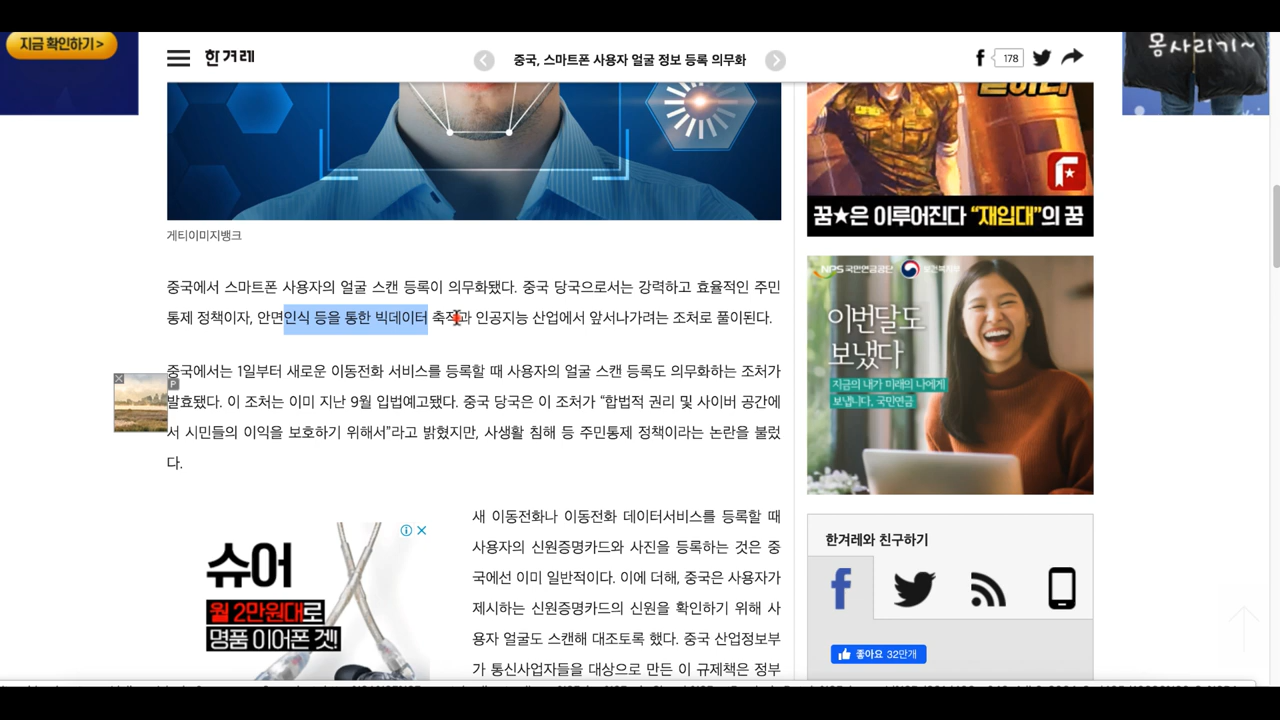 지금 확인하기 >
한겨레
중국, 스마트폰 사용자 얼굴 정보 등록 의무화
178
몸사리기~
꿈★은 이루어진다 “재입대”의 꿈
게티이미지뱅크
중국에서 스마트폰 사용자의 얼굴 스캔 등록이 의무화됐다. 중국 당국으로서는 강력하고 효율적인 주민
통제 정책이자, 안면인식 등을 통한 빅데이터 축적과 인공지능 산업에서 앞서나가려는 조처로 풀이된다.
중국에서는 1일부터 새로운 이동전화 서비스를 등록할 때 사용자의 얼굴 스캔 등록도 의무화하는 조처가
발효됐다. 이 조처는 이미 지난 9월 입법예고됐다. 중국 당국은 이 조처가 “합법적 권리 및 사이버 공간에
서 시민들의 이익을 보호하기 위해서”라고 밝혔지만, 사생활 침해 등 주민통제 정책이라는 논란을 불렀
다.
P
NPS 국민연금공단 보건복지부
이번달도
보냈다
지금의 내가 미래의 나에게
보냅니다, 국민연금
슈어
월 2만원대로
명품 이어폰 겟!
새 이동전화나 이동전화 데이터서비스를 등록할 때
사용자의 신원증명카드와 사진을 등록하는 것은 중
국에선 이미 일반적이다. 이에 더해, 중국은 사용자가
제시하는 신원증명카드의 신원을 확인하기 위해 사
용자 얼굴도 스캔해 대조토록 했다. 중국 산업정보부
가 통신사업자들을 대상으로 만든 이 규제책은 정부
한겨레와 친구하기
좋아요 32만개